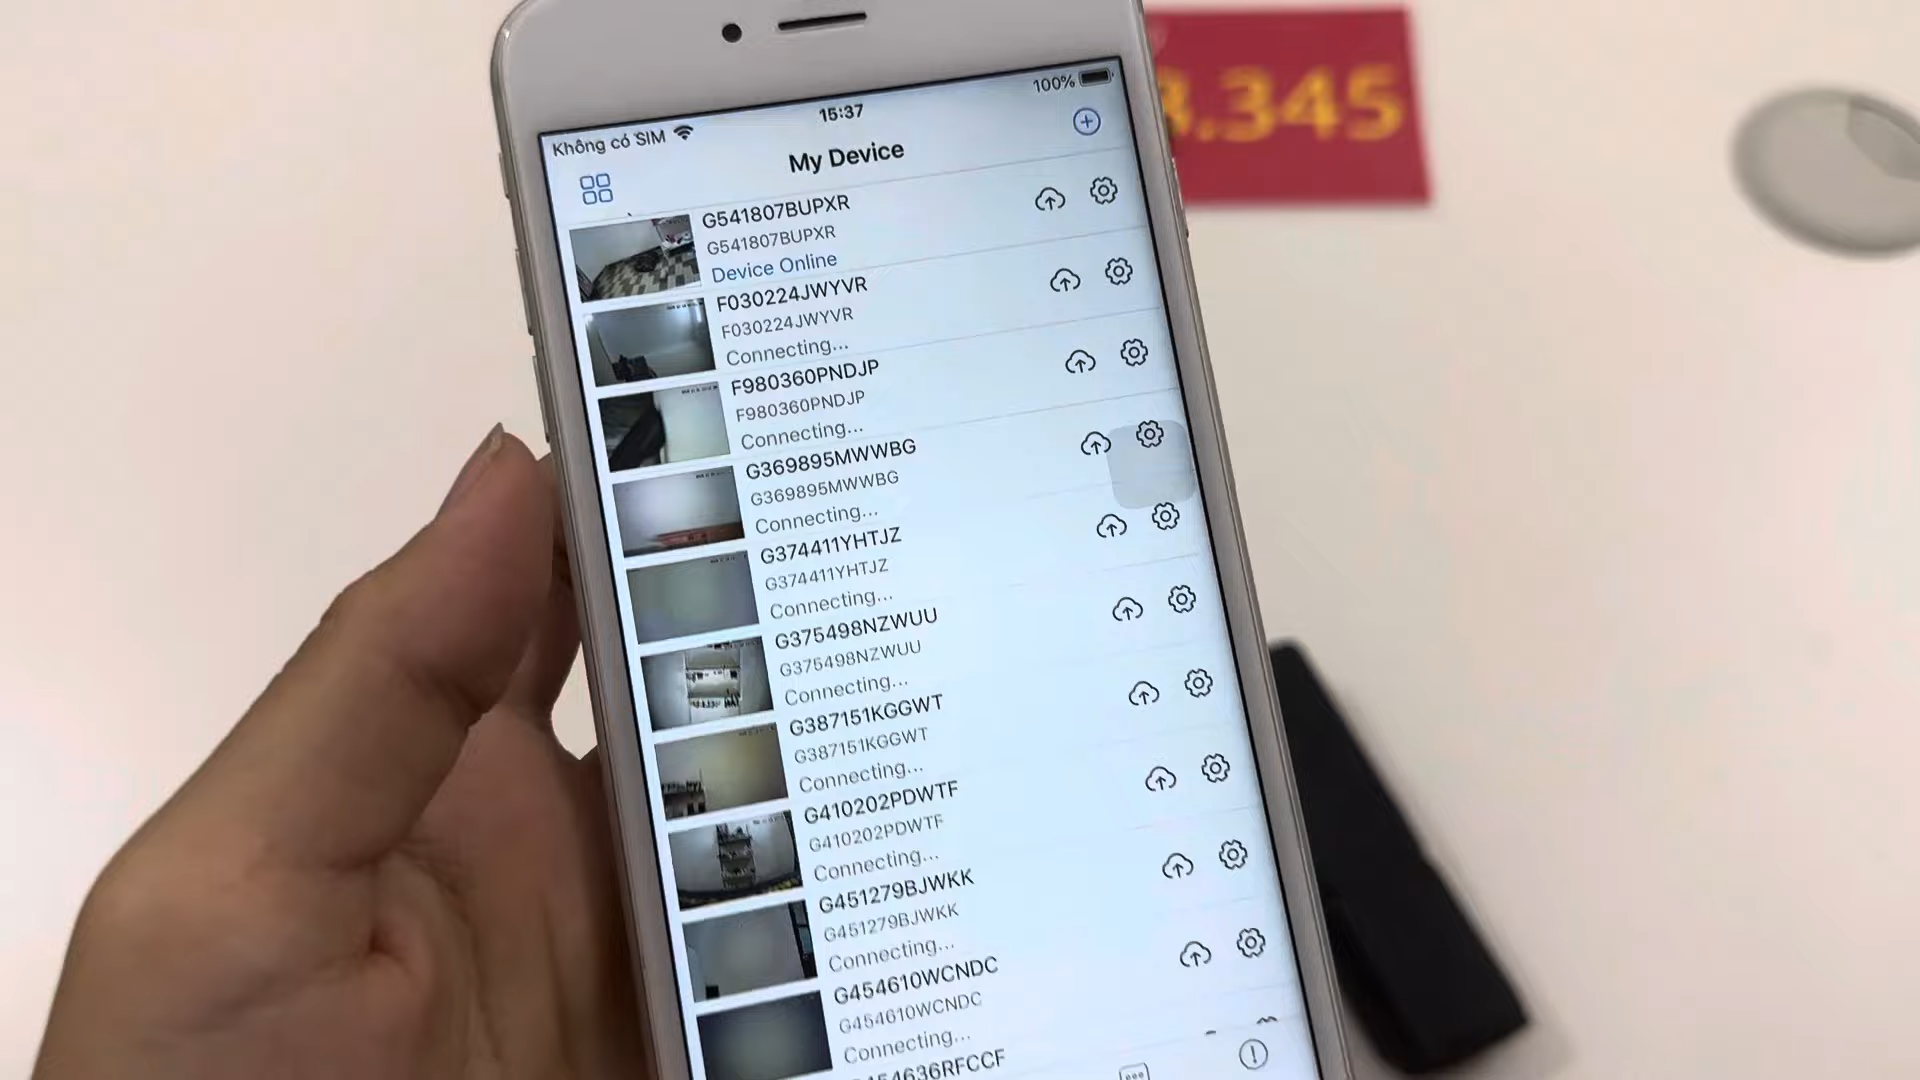 Không có SIM
15:37
100%
My Device
G541807BUPXR
G541807BUPXR
Device Online
F030224JWYVR
F030224JWYVR
Connecting...
F980360PNDJP
F980360PNDJP
Connecting...
G369895MWWBG
G369895MWWBG
Connecting...
G374411YHTJZ
G374411YHTJZ
Connecting...
G375498NZWUU
G375498NZWUU
Connecting...
G387151KGGWT
G387151KGGWT
Connecting...
G410202PDWTF
G410202PDWTF
Connecting...
G451279BJWKK
G451279BJWKK
Connecting...
G454610WCNDC
G454610WCNDC
Connecting...
454636RFCCF
.345